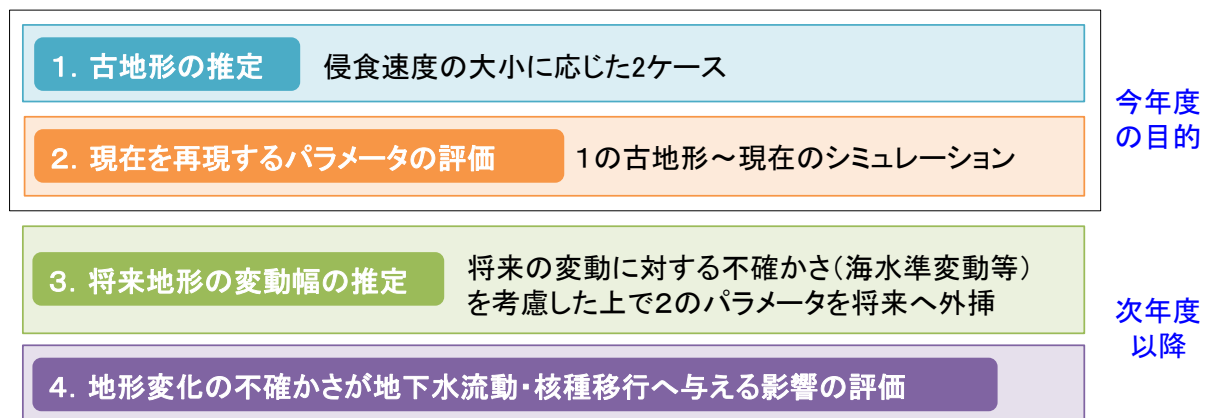 1．古地形の推定　侵食速度の大小に応じた2ケース
2．現在を再現するパラメータの評価　1の古地形～現在のシミュレーション
今年度
の目的
3．将来地形の変動幅の推定
将来の変動に対する不確かさ（海水準変動等）
を考慮した上で2のパラメータを将来へ外挿
次年度
以降
4．地形変化の不確かさが地下水流動・核種移行へ与える影響の評価